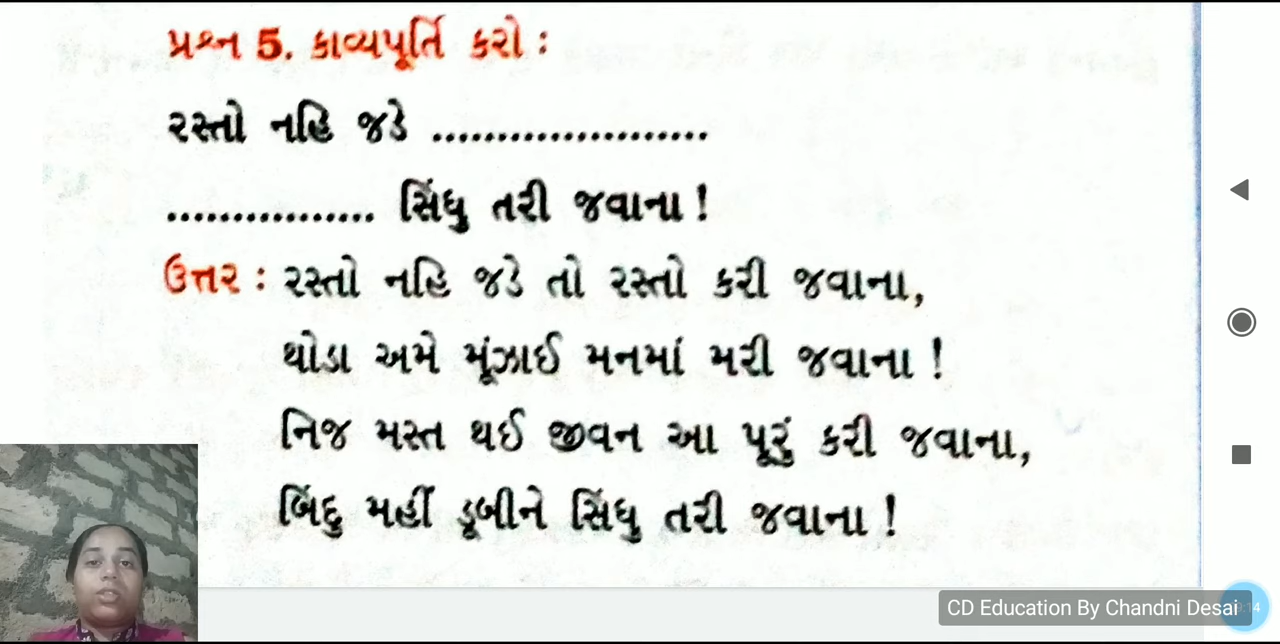 પ્રશ્ન 5. કાવ્યપૂર્તિ કરો :
રસ્તો નહિ જડે .....................
................ સિંધુ તરી જવાના !
ઉત્તર : રસ્તો નહિ જડે તો રસ્તો કરી જવાના,
થોડા અમે મૂંઝાઈ મનમાં મરી જવાના !
નિજ મસ્ત થઈ જીવન આ પૂરું કરી જવાના,
બિંદુ મહીં ડૂબીને સિંધુ તરી જવાના !
CD Education By Chandni Desai